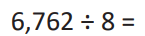 6,762 ÷ 8 =